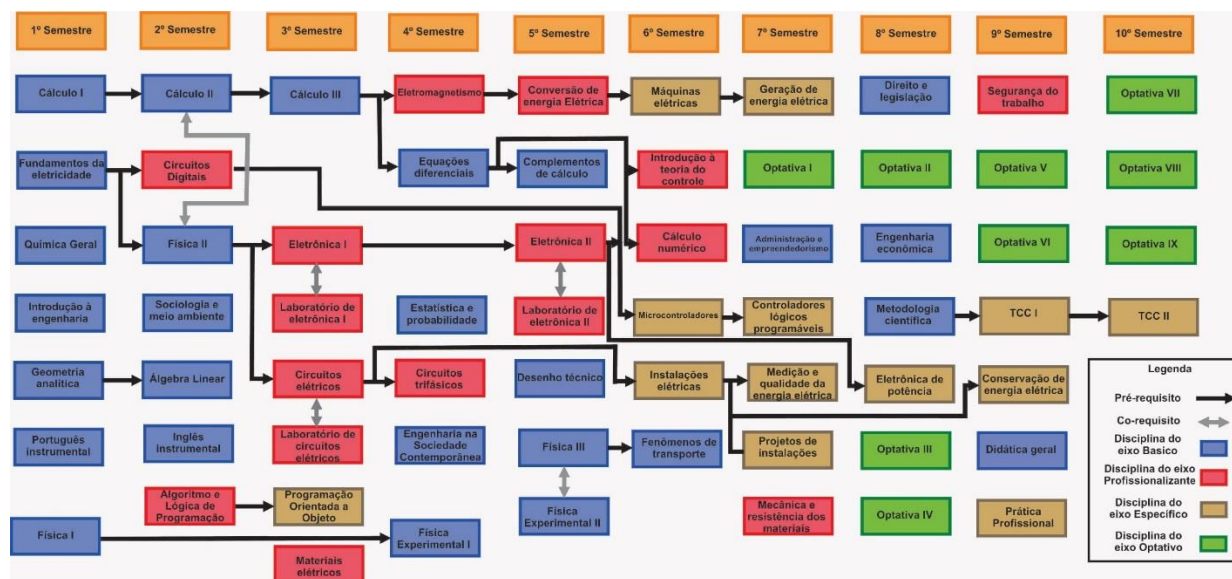 1º Semestre
2º Semestre
3º Semestre
4º Semestre
5º Semestre
6º Semestre
7º Semestre
8º Semestre
9º Semestre
10º Semestre
Cálculo I
Cálculo II
Cálculo III
Eletromagnetismo
Conversão de
energia Elétrica
Máquinas
elétricas
Geração de
energia elétrica
Direito e
legislação
Segurança do
trabalho
Optativa VII
Fundamentos da
eletricidade
Circuitos
Digitais
Equações
diferenciais
Complementos
de cálculo
Introdução à
teoria do
controle
Optativa I
Optativa II
Optativa V
Optativa VIII
Química Geral
Física II
Eletrônica I
Eletrônica II
Cálculo
numérico
Administração e
empreendedorismo
Engenharia
econômica
Optativa VI
Optativa IX
Introdução à
engenharia
Sociologia e
meio ambiente
Laboratório de
eletrônica I
Estatística e
probabilidade
Laboratório de
eletrônica II
Microcontroladores
Controladores
lógicos
programáveis
Metodologia
científica
TCC I
TCC II
Geometria
analítica
Álgebra Linear
Circuitos
elétricos
Circuitos
trifásicos
Desenho técnico
Instalações
elétricas
Medição e
qualidade da
energia elétrica
Eletrônica de
potência
Conservação de
energia elétrica
Português
instrumental
Inglês
instrumental
Laboratório de
circuitos
elétricos
Engenharia na
Sociedade
Contemporânea
Física III
Fenômenos de
transporte
Projetos de
instalações
Optativa III
Didática geral
Algoritmo e
Lógica de
Programação
Programação
Orientada a
Objeto
Física
Experimental II
Mecânica e
resistência dos
materiais
Optativa IV
Prática
Profissional
Física I
Física
Experimental I
Materiais
elétricos
Legenda
Pré-requisito
Co-requisito
Disciplina do
eixo Basico
Disciplina do eixo
Profissionalizante
Disciplina do
eixo Específico
Disciplina do
eixo Optativo